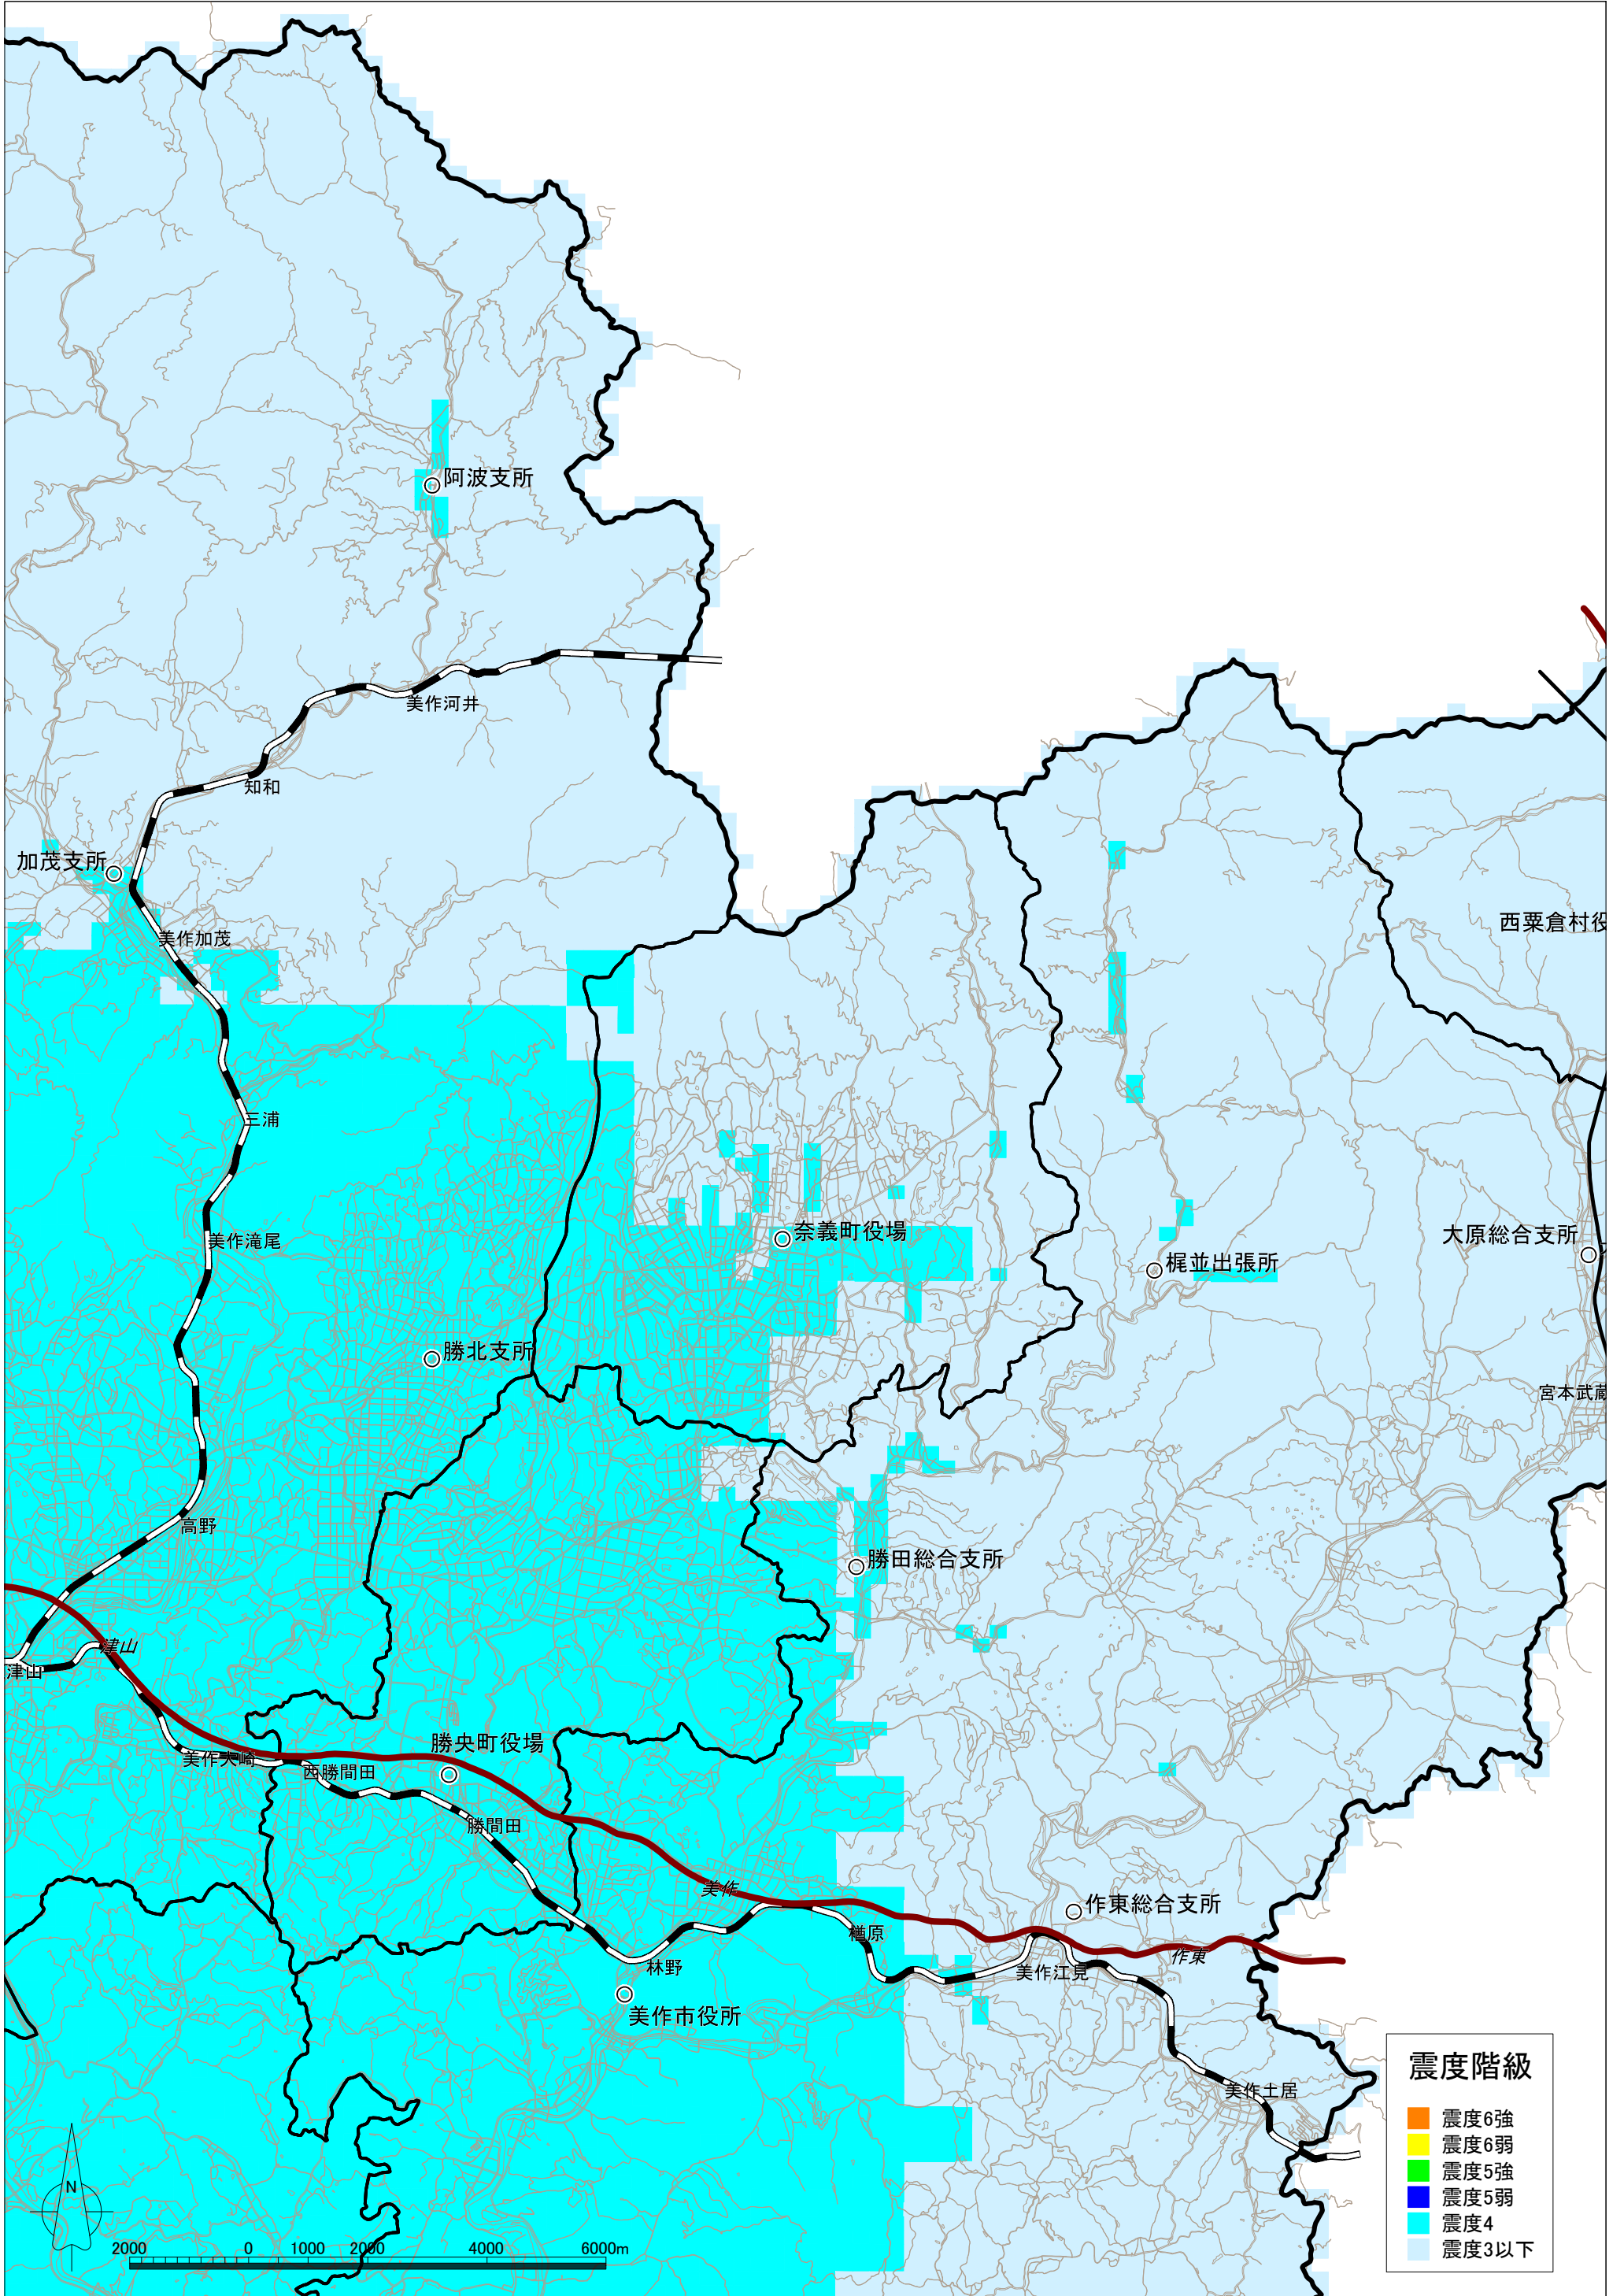 阿波支所
美作河井
知和
加茂支所
西粟倉村役
美作加茂
三浦
奈義町役場
大原総合支所
美作滝尾
梶並出張所
勝北支所
宮本武蔵
高野
勝田総合支所
津山
津山
勝央町役場
美作大崎
西勝間田
勝間田
美作
作東総合支所
楢原
作東
林野
美作江見
美作市役所
震度階級
美作土居
震度6強
震度6弱
震度5強
震度5弱
震度4
震度3以下
N
2000 0 1000 2000 4000 6000m